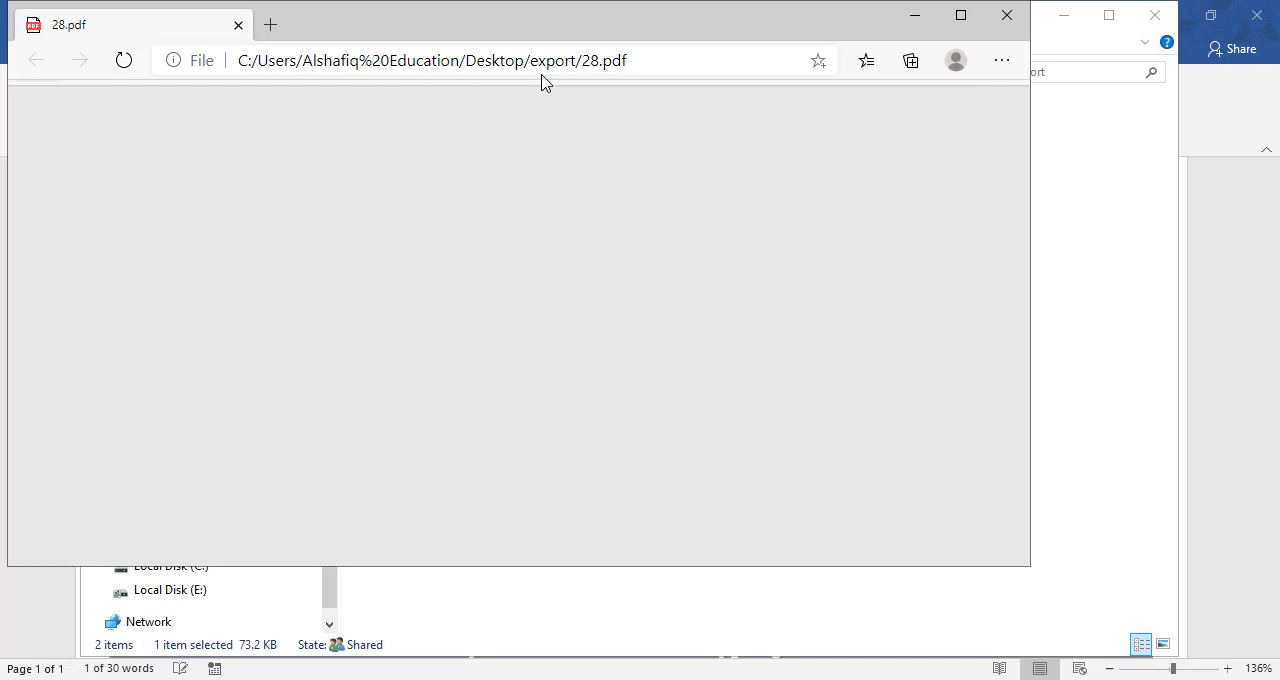 28.pdf
File
C:/Users/Alshafiq%20Education/Desktop/export/28.pdf
Share
ort
Local Disk (C:)
Local Disk (E:)
Network
2 items 1 item selected 73.2 KB State: Shared
Page 1 of 1 1 of 30 words 136%